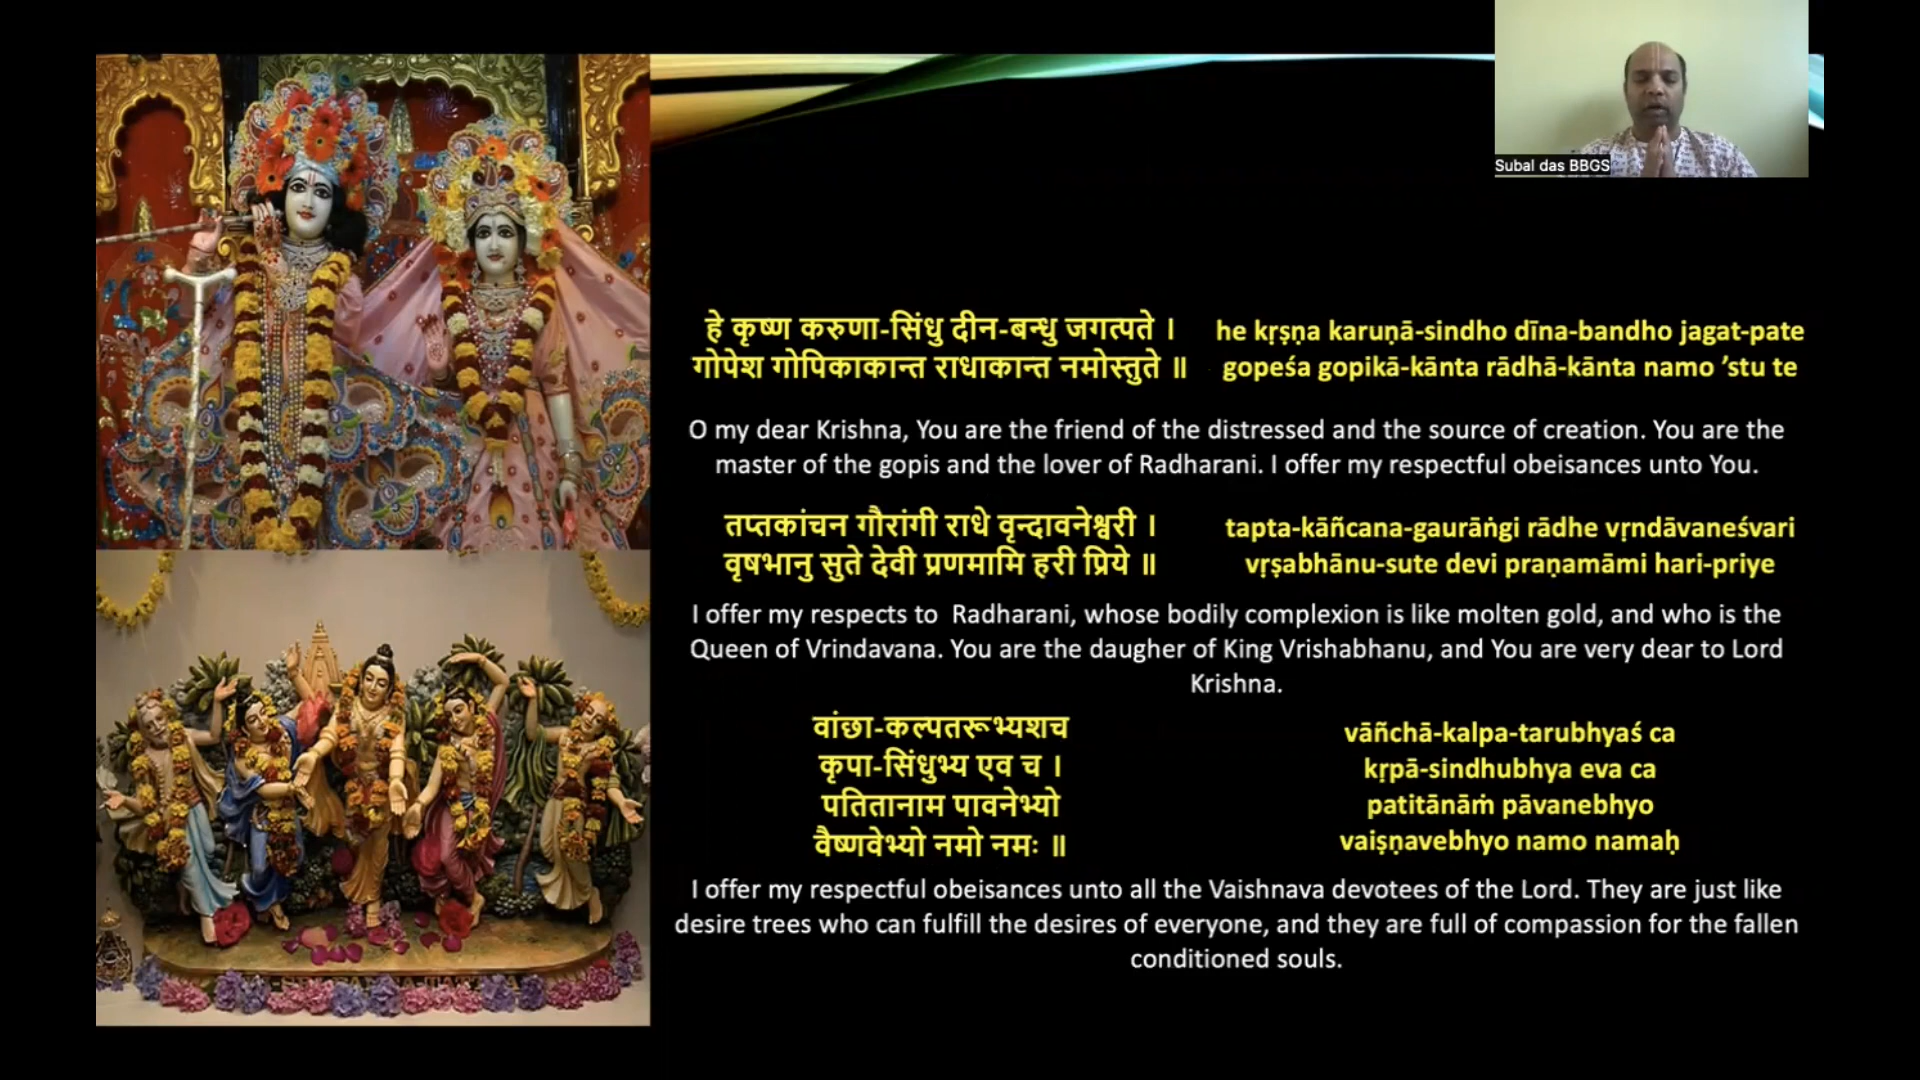 Subal das BBGS
हे कृष्ण करुणा-सिंधु दीन-बन्धु जगत्पते ।
गोपेश गोपिकाकान्त राधाकान्त नमोस्तुते ॥
he kṛṣṇa karuṇā-sindho dīna-bandho jagat-pate
gopeśa gopikā-kānta rādhā-kānta namo ’stu te
O my dear Krishna, You are the friend of the distressed and the source of creation. You are the
master of the gopis and the lover of Radharani. I offer my respectful obeisances unto You.
तप्तकांचन गौरांगी राधे वृन्दावनेश्वरी ।
वृषभानु सुते देवी प्रणमामि हरी प्रिये ॥
tapta-kāñcana-gaurāṅgi rādhe vṛndāvaneśvari
vṛṣabhānu-sute devi praṇamāmi hari-priye
I offer my respects to  Radharani, whose bodily complexion is like molten gold, and who is the
Queen of Vrindavana. You are the daugher of King Vrishabhanu, and You are very dear to Lord
Krishna.
वांछा-कल्पतरूभ्यशच
कृपा-सिंधुभ्य एव च ।
पतितानाम पावनेभ्यो
वैष्णवेभ्यो नमो नमः ॥
vāñchā-kalpa-tarubhyaś ca
kṛpā-sindhubhya eva ca
patitānāṁ pāvanebhyo
vaiṣṇavebhyo namo namaḥ
I offer my respectful obeisances unto all the Vaishnava devotees of the Lord. They are just like
desire trees who can fulfill the desires of everyone, and they are full of compassion for the fallen
conditioned souls.